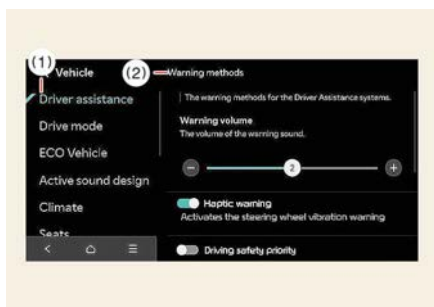 (1)
Vehicle
(2)
Warning methods
Driver assistance
The warning methods for the Driver Assistance systems.
Drive mode
Warning volume
The volume of the warning sound.
ECO Vehicle
2
Active sound design
Haptic warning
Activates the steering wheel vibration warning
Climate
Seats
Driving safety priority